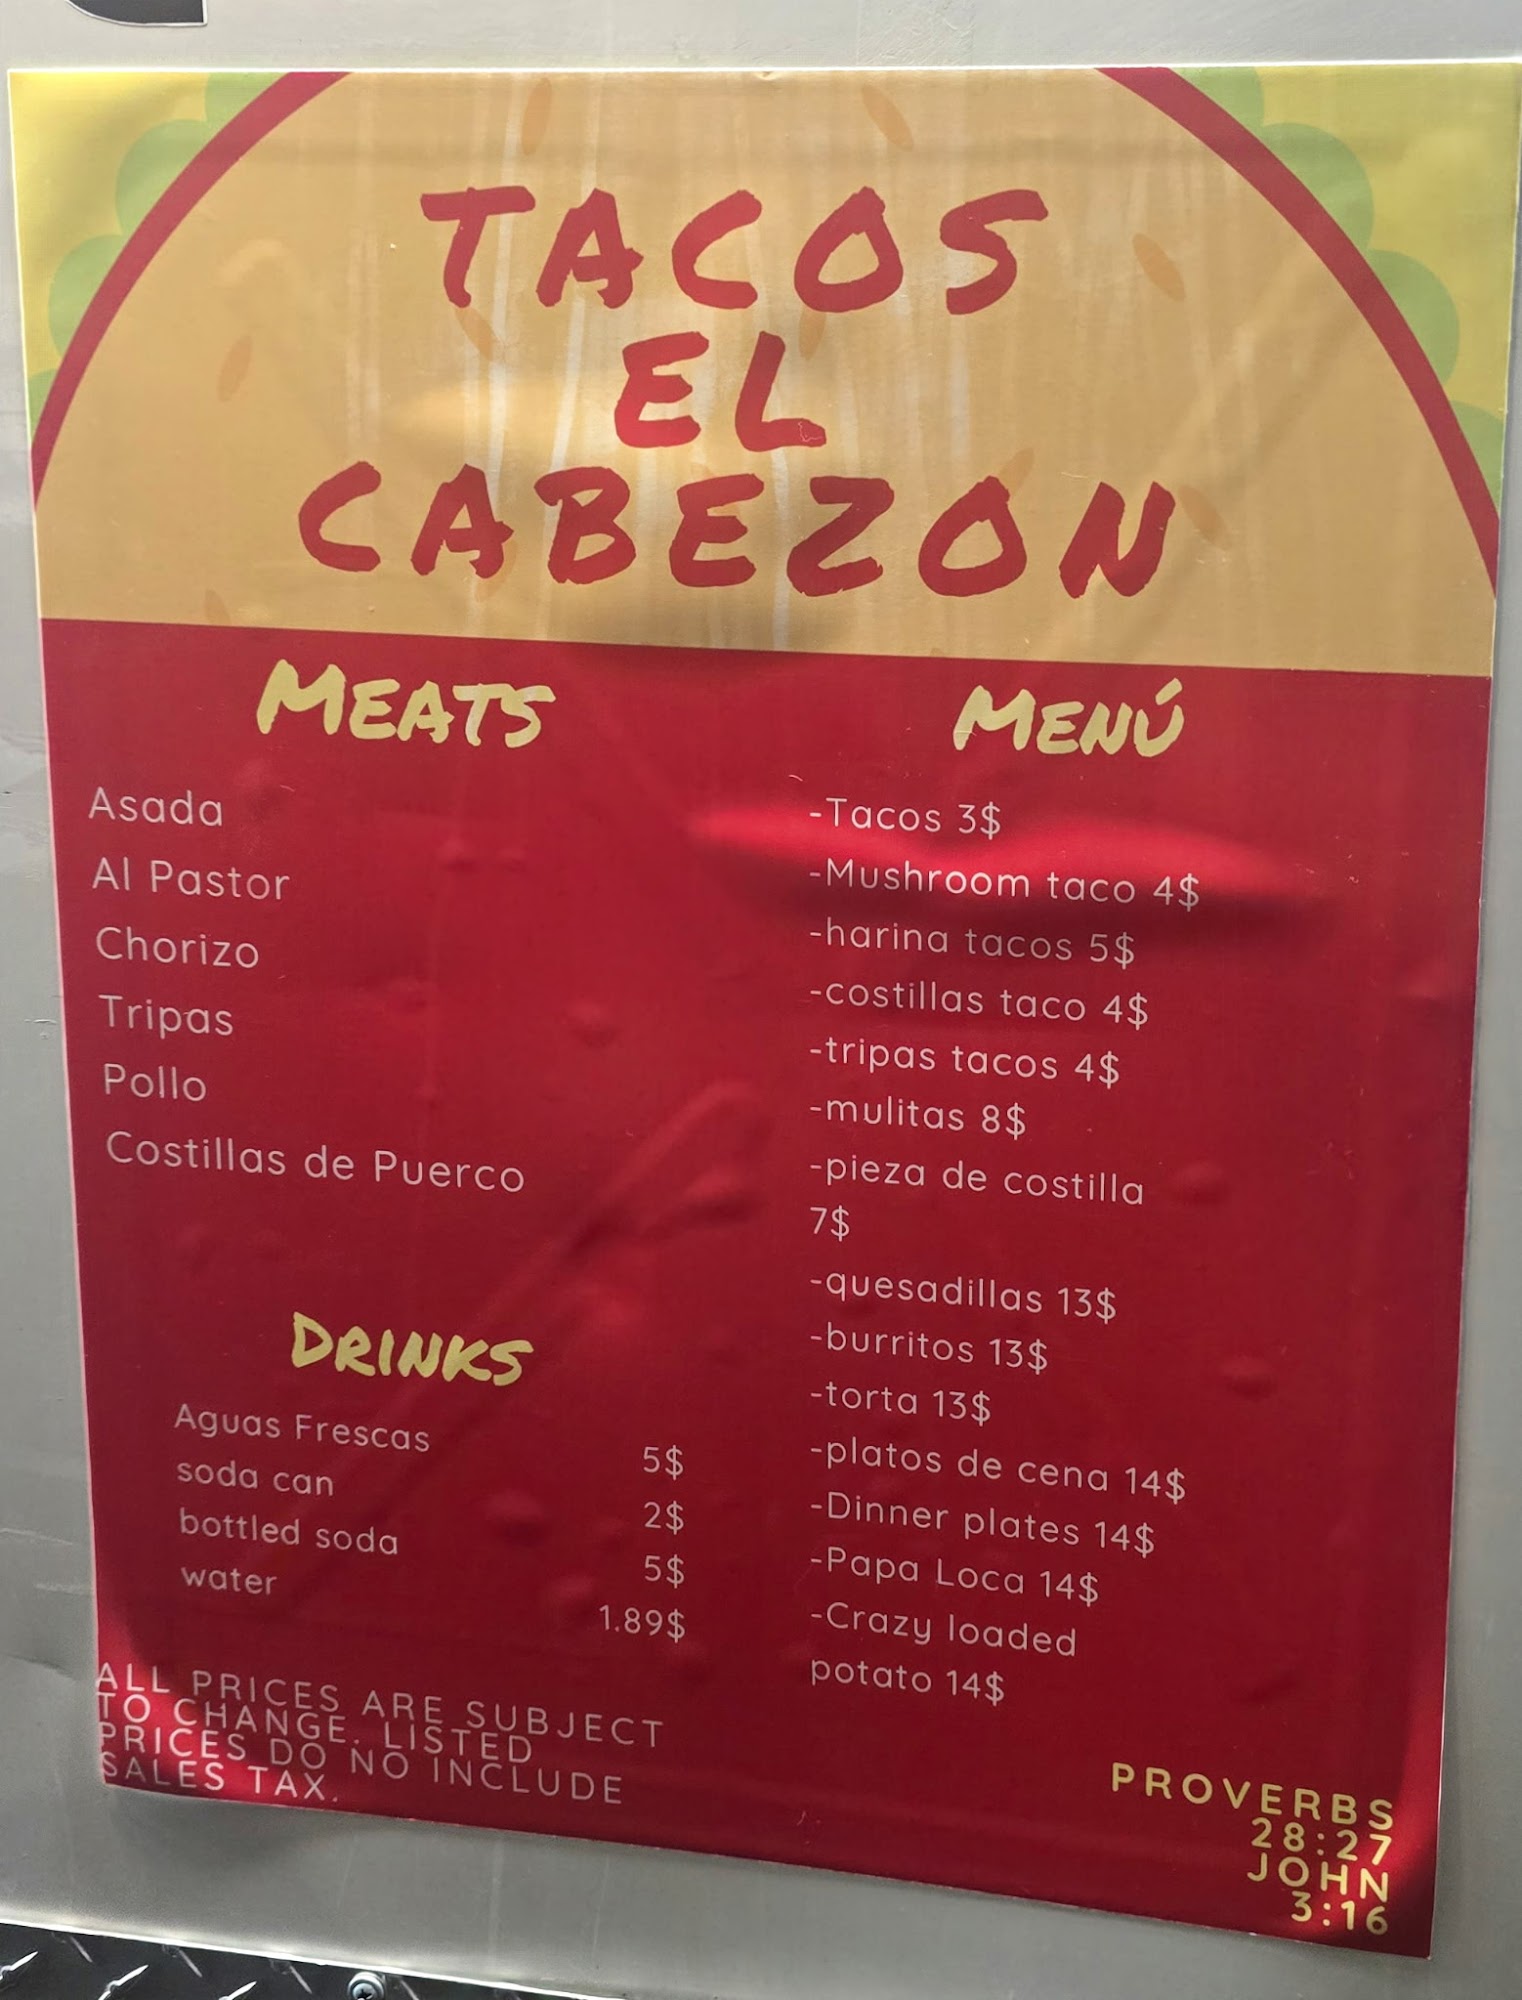 TACOS
EL
CABEZON
MEATS
Asada
Al Pastor
Chorizo
Tripas
Pollo
Costillas de Puerco
DRINKS
Aguas Frescas 5$
soda can 2$
bottled soda 5$
water 1.89$
ALL PRICES ARE SUBJECT
TO CHANGE. LISTED
PRICES DO NO INCLUDE
SALES TAX.
MENÚ
-Tacos 3$
-Mushroom taco 4$
-harina tacos 5$
-costillas taco 4$
-tripas tacos 4$
-mulitas 8$
-pieza de costilla
7$
-quesadillas 13$
-burritos 13$
-torta 13$
-platos de cena 14$
-Dinner plates 14$
-Papa Loca 14$
-Crazy loaded
potato 14$
PROVERBS
28:27
JOHN
3:16